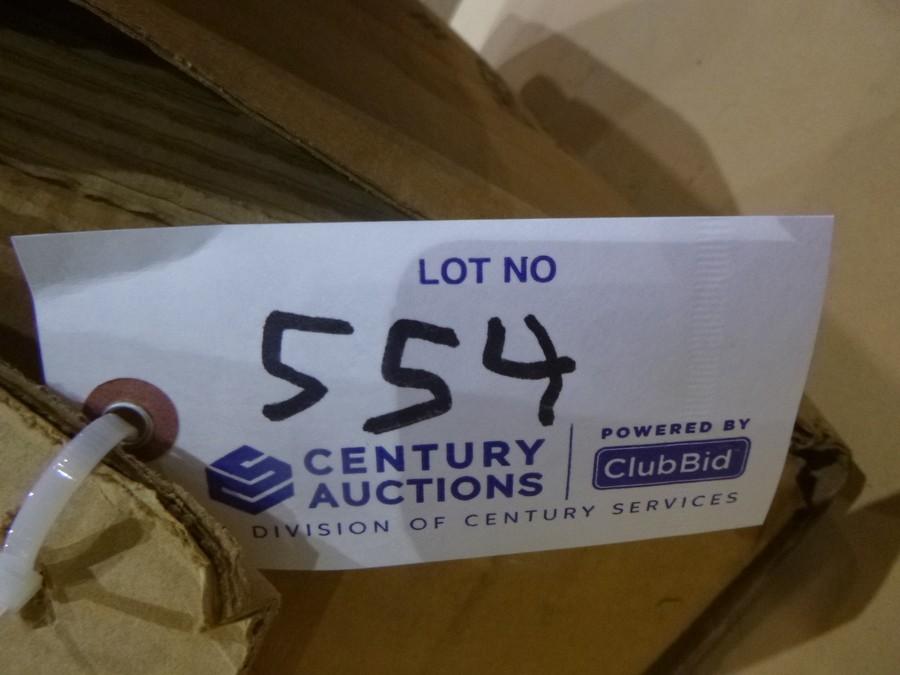 LOT NO
554
CENTURY AUCTIONS
POWERED BY
ClubBid
DIVISION OF CENTURY SERVICES